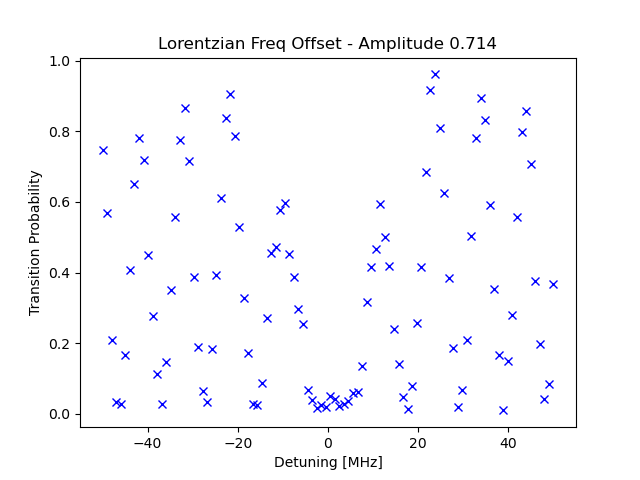 Lorentzian Freq Offset - Amplitude 0.714
1.0
0.8
0.6
0.4
0.2
0.0
Transition Probability
−40 −20 0 20 40
Detuning [MHz]